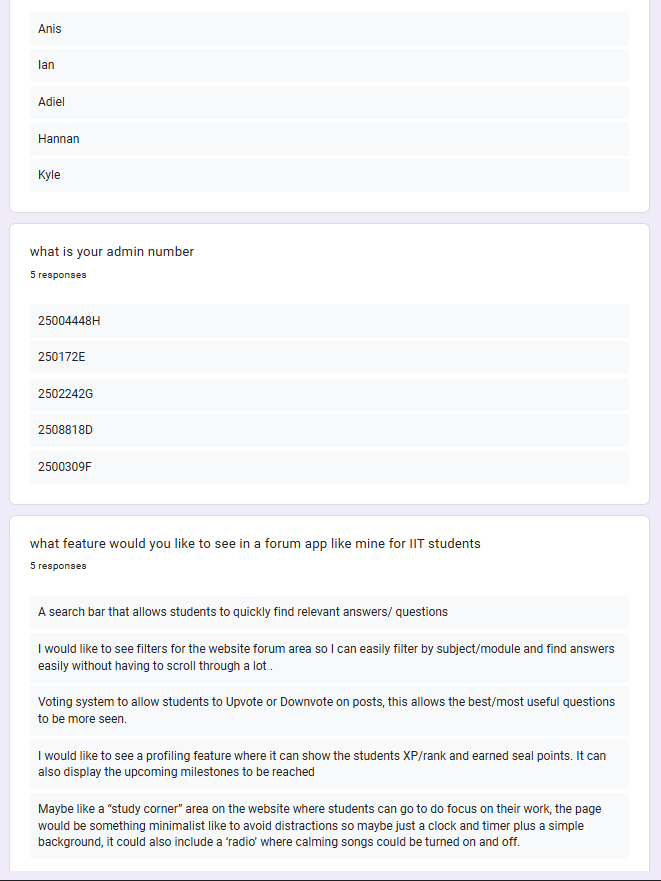 Anis
Ian
Adiel
Hannan
Kyle
what is your admin number
5 responses
25004448H
250172E
2502242G
2508818D
2500309F
what feature would you like to see in a forum app like mine for IIT students
5 responses
A search bar that allows students to quickly find relevant answers/ questions
I would like to see filters for the website forum area so I can easily filter by subject/module and find answers
easily without having to scroll through a lot .
Voting system to allow students to Upvote or Downvote on posts, this allows the best/most useful questions
to be more seen.
I would like to see a profiling feature where it can show the students XP/rank and earned seal points. It can
also display the upcoming milestones to be reached
Maybe like a “study corner” area on the website where students can go to do focus on their work, the page
would be something minimalist like to avoid distractions so maybe just a clock and timer plus a simple
background, it could also include a ‘radio’ where calming songs could be turned on and off.